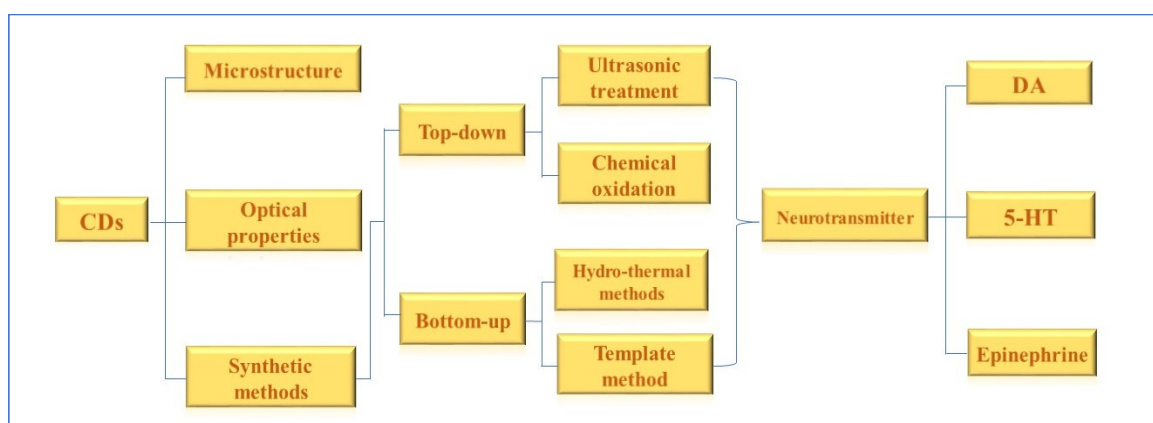 CDs
Microstructure
Optical
properties
Synthetic
methods
Top-down
Bottom-up
Ultrasonic
treatment
Chemical
oxidation
Hydro-thermal
methods
Template
method
Neurotransmitter
DA
5-HT
Epinephrine